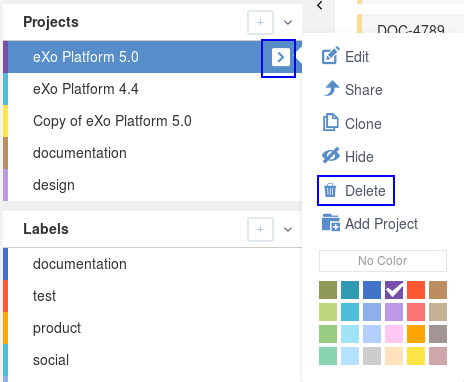 Projects
+
eXo Platform 5.0
eXo Platform 4.4
Copy of eXo Platform 5.0
documentation
design
Labels
+
documentation
test
product
social
DOC-4789
Edit
Share
Clone
Hide
Delete
Add Project
No Color